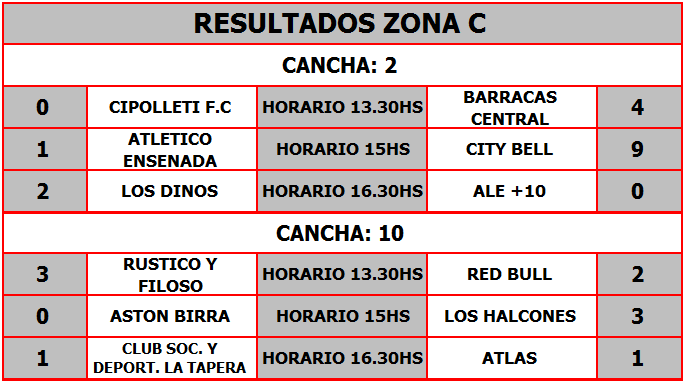 RESULTADOS ZONA C
CANCHA: 2
0 CIPOLLETI F.C HORARIO 13.30HS BARRACAS CENTRAL 4
1 ATLETICO ENSENADA HORARIO 15HS CITY BELL 9
2 LOS DINOS HORARIO 16.30HS ALE +10 0
CANCHA: 10
3 RUSTICO Y FILOSO HORARIO 13.30HS RED BULL 2
0 ASTON BIRRA HORARIO 15HS LOS HALCONES 3
1 CLUB SOC. Y DEPORT. LA TAPERA HORARIO 16.30HS ATLAS 1